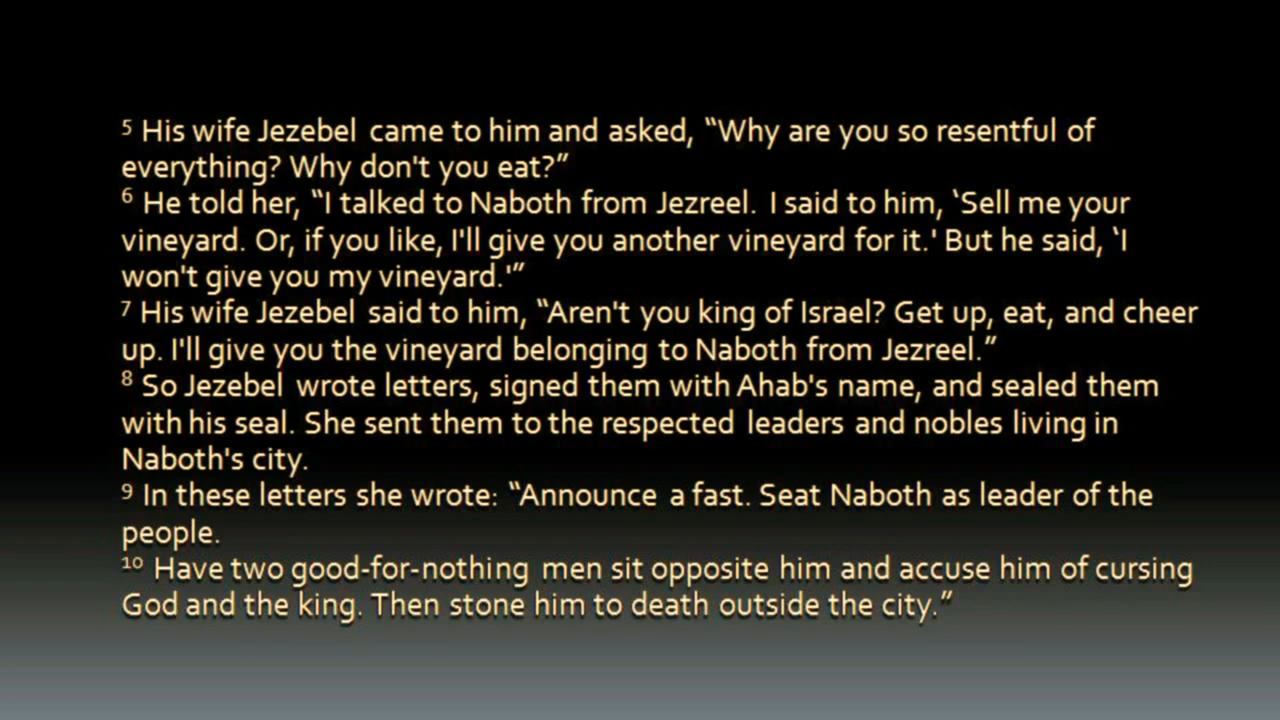 ⁵ His wife Jezebel came to him and asked, “Why are you so resentful of
everything? Why don't you eat?”
⁶ He told her, “I talked to Naboth from Jezreel. I said to him, ‘Sell me your
vineyard. Or, if you like, I'll give you another vineyard for it.' But he said, ‘I
won't give you my vineyard.'”
⁷ His wife Jezebel said to him, “Aren't you king of Israel? Get up, eat, and cheer
up. I'll give you the vineyard belonging to Naboth from Jezreel.”
⁸ So Jezebel wrote letters, signed them with Ahab's name, and sealed them
with his seal. She sent them to the respected leaders and nobles living in
Naboth's city.
⁹ In these letters she wrote: “Announce a fast. Seat Naboth as leader of the
people.
¹⁰ Have two good-for-nothing men sit opposite him and accuse him of cursing
God and the king. Then stone him to death outside the city.”